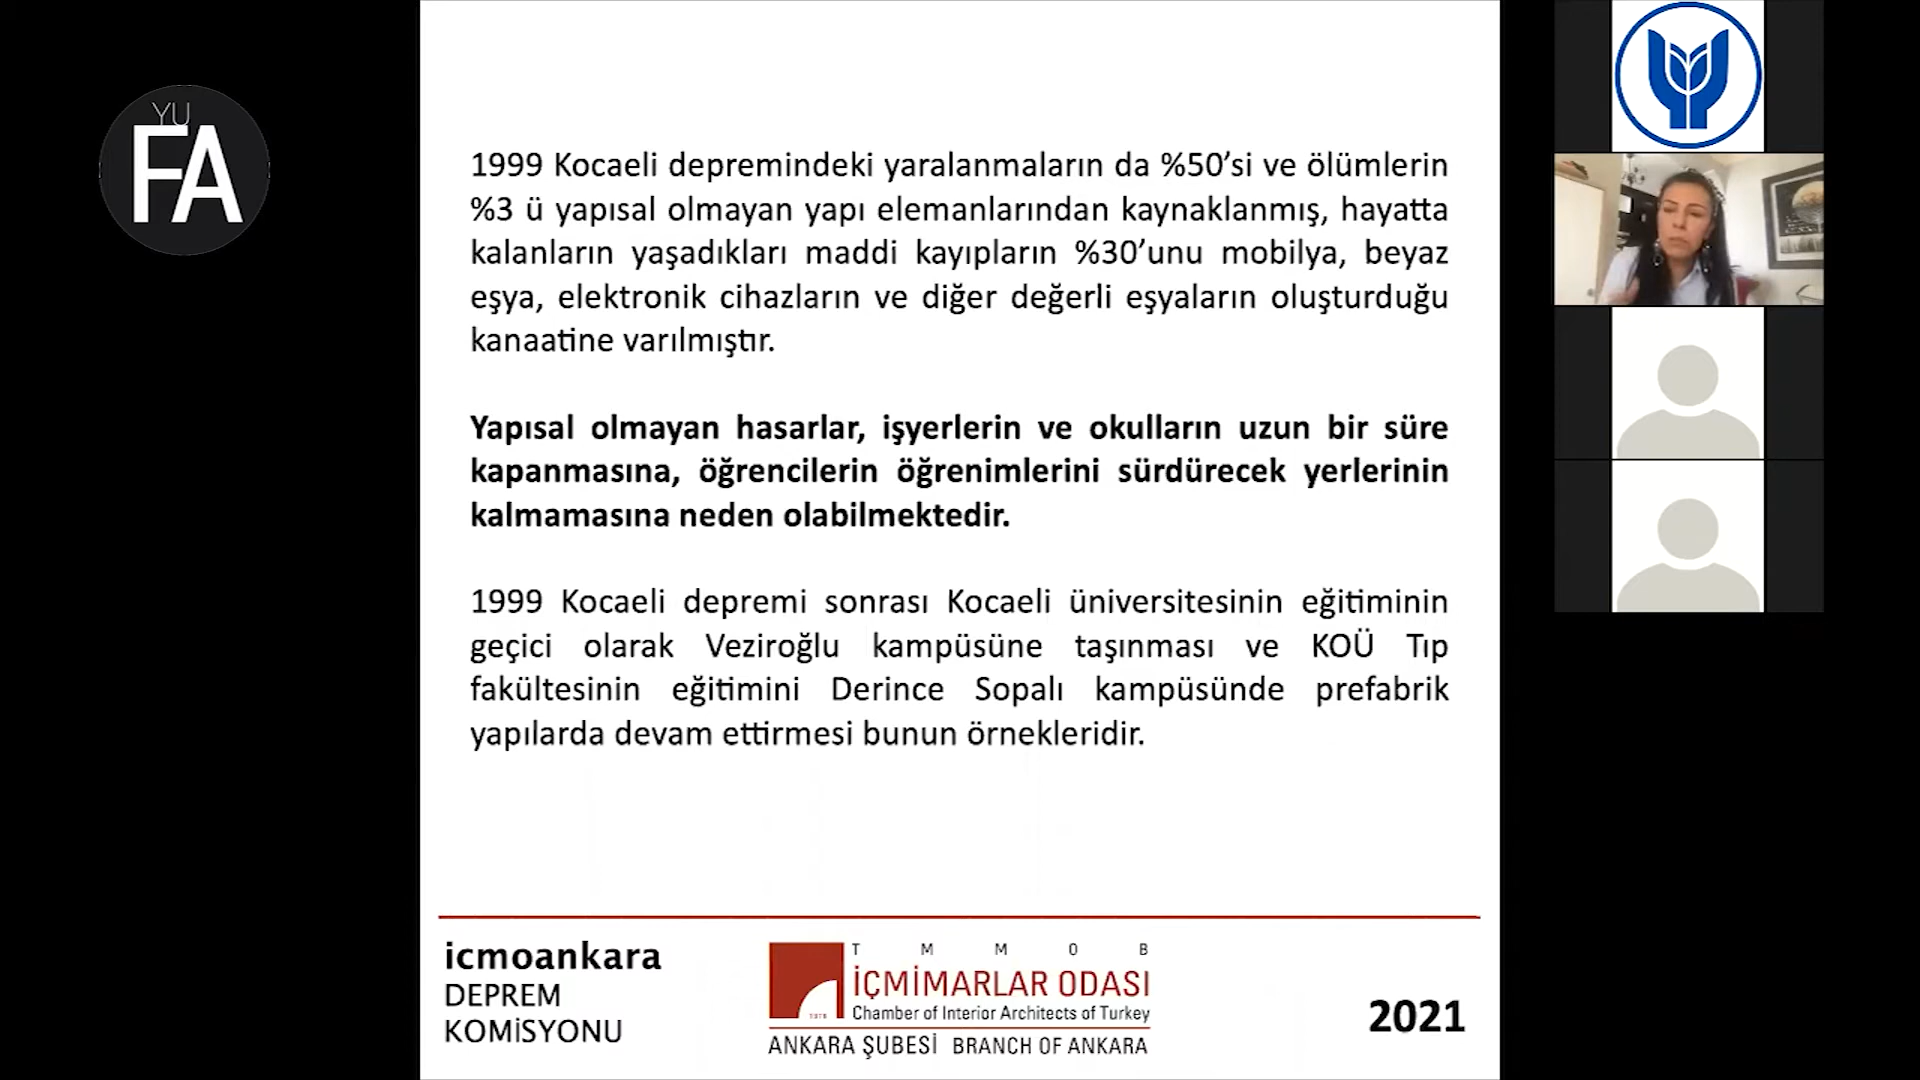 YU
FA
1999 Kocaeli depremindeki yaralanmaların da %50’si ve ölümlerin
%3 ü yapısal olmayan yapı elemanlarından kaynaklanmış, hayatta
kalanların yaşadıkları maddi kayıpların %30’unu mobilya, beyaz
eşya, elektronik cihazların ve diğer değerli eşyaların oluşturduğu
kanaatine varılmıştır.
Yapısal olmayan hasarlar, işyerlerin ve okulların uzun bir süre
kapanmasına, öğrencilerin öğrenimlerini sürdürecek yerlerinin
kalmamasına neden olabilmektedir.
1999 Kocaeli depremi sonrası Kocaeli üniversitesinin eğitiminin
geçici olarak Veziroğlu kampüsüne taşınması ve KOÜ Tıp
fakültesinin eğitimini Derince Sopalı kampüsünde prefabrik
yapılarda devam ettirmesi bunun örnekleridir.
icmoankara
DEPREM
KOMİSYONU
T M M O B
İÇMİMARLAR ODASI
Chamber of Interior Architects of Turkey
ANKARA ŞUBESİ BRANCH OF ANKARA
2021